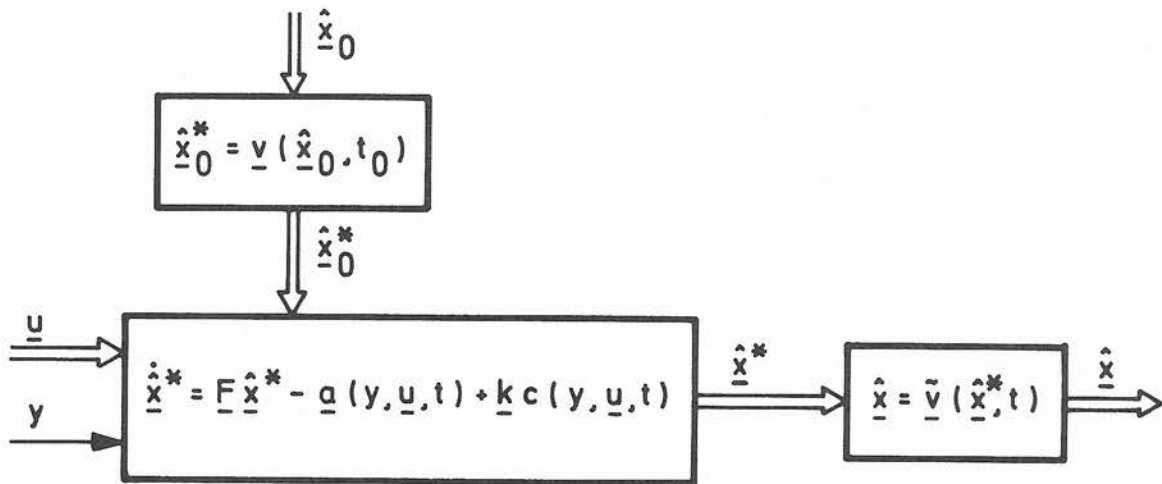 x̲̂₀
x̲̂₀* = v̲ ( x̲̂₀ , t₀ )
x̲̂₀*
u̲
y
x̲̂̇* = F̲ x̲̂* - a̲ ( y , u̲ , t ) + k̲ c ( y , u̲ , t )
x̲̂*
x̲̂ = ṽ̲ ( x̲̂* , t )
x̲̂